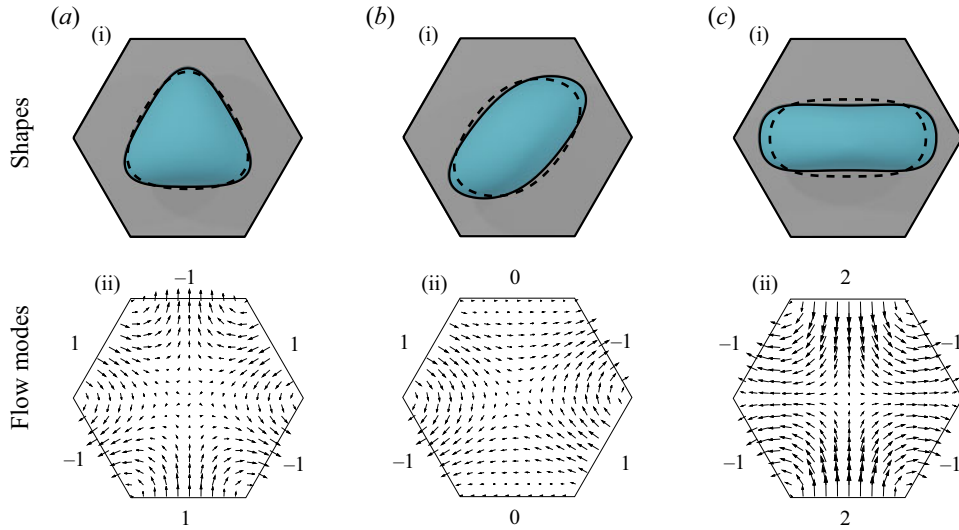 (a) (b) (c)
(i) (i) (i)
Shapes
(ii) –1 (ii) 0 (ii) 2
1 1 1 –1 –1 –1
Flow modes
–1 –1 –1 1 –1 –1
1 0 2